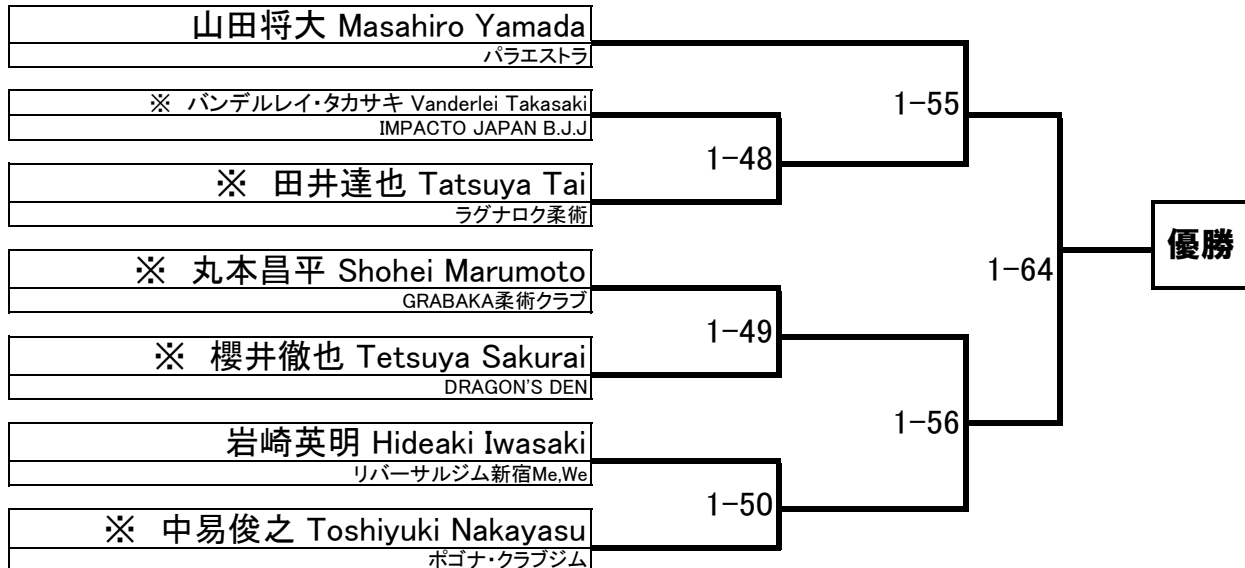 山田将大 Masahiro Yamada
パラエストラ
※ バンデルレイ・タカサキ Vanderlei Takasaki
IMPACTO JAPAN B.J.J
※ 田井達也 Tatsuya Tai
ラグナロク柔術
※ 丸本昌平 Shohei Marumoto
GRABAKA柔術クラブ
※ 櫻井徹也 Tetsuya Sakurai
DRAGON'S DEN
岩崎英明 Hideaki Iwasaki
リバーサルジム新宿Me,We
※ 中易俊之 Toshiyuki Nakayasu
ポゴナ・クラブジム
1-48
1-49
1-50
1-55
1-56
1-64
優勝